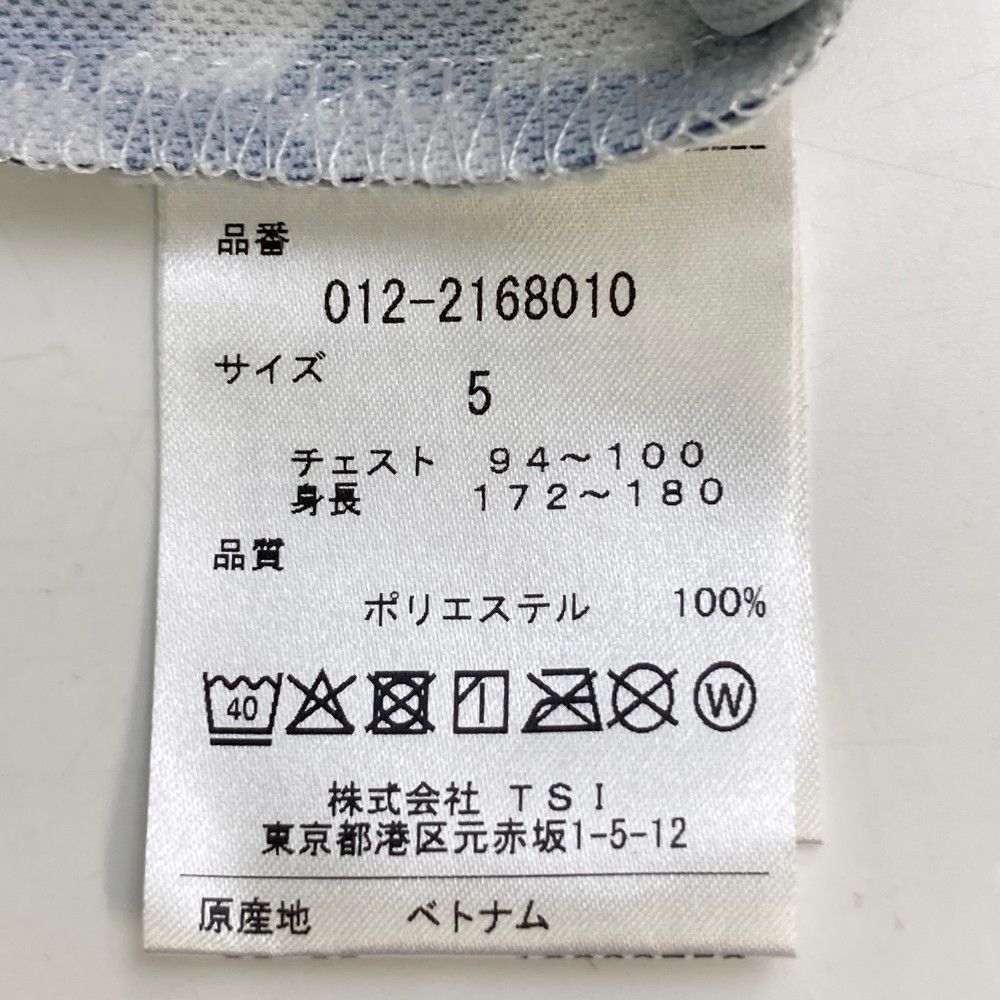 品番
012-2168010
サイズ
5
チェスト 94～100
身長 172～180
品質
ポリエステル 100%
40 W
株式会社 TSI
東京都港区元赤坂1-5-12
原産地 ベトナム